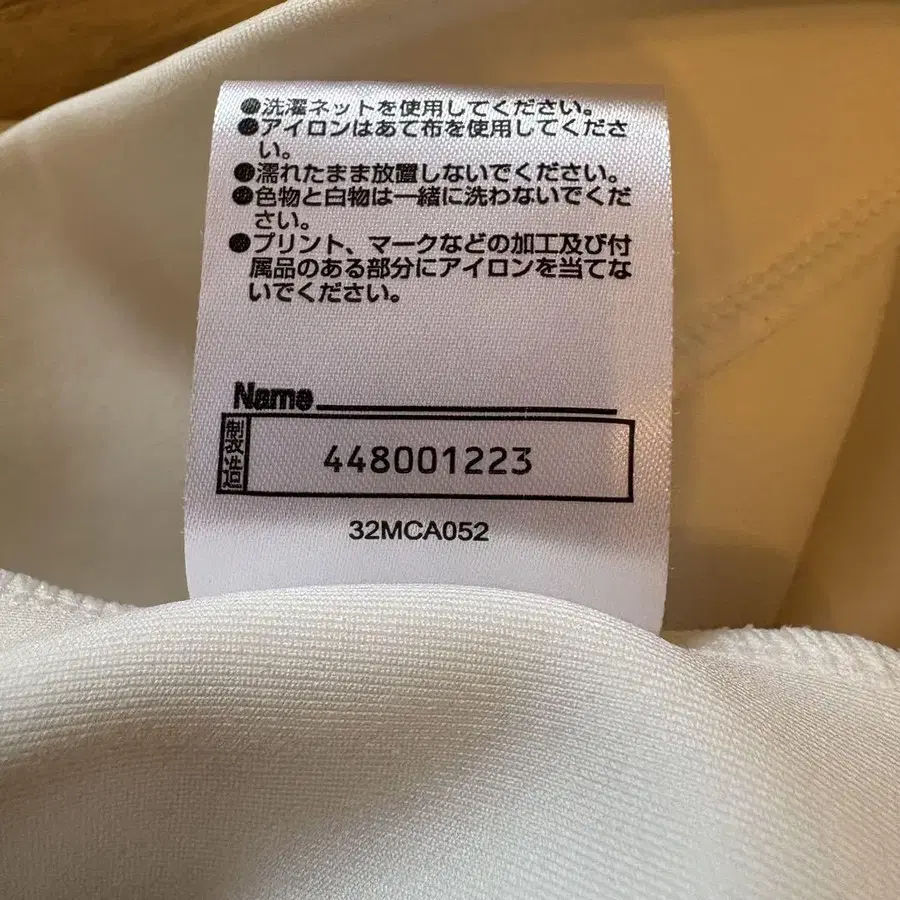 ●洗濯ネットを使用してください。
●アイロンはあて布を使用してくださ
い。
●濡れたまま放置しないでください。
●色物と白物は一緒に洗わないでくだ
さい。
●プリント、マークなどの加工及び付
属品のある部分にアイロンを当てな
いでください。
Name
製造 448001223
32MCA052